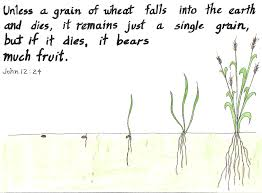 Unless a grain of wheat falls into the earth
and dies, it remains just a single grain,
but if it dies, it bears
much fruit.
John 12:24